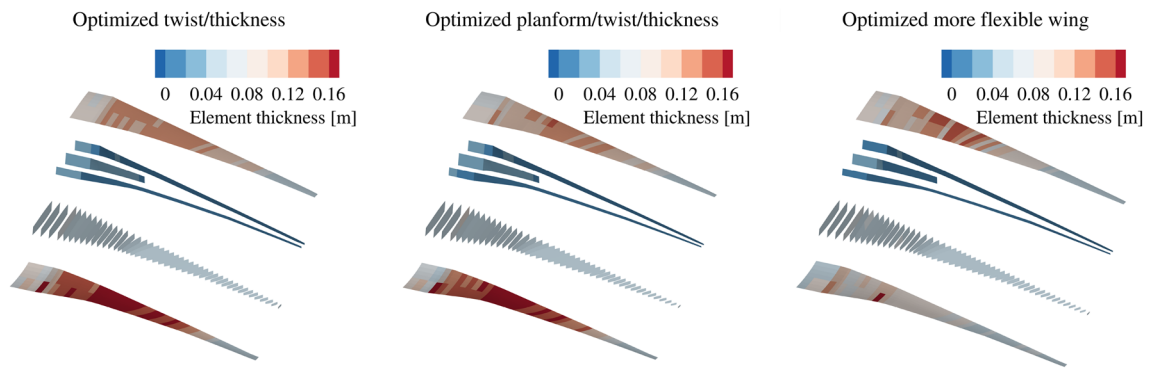 Optimized twist/thickness
0 0.04 0.08 0.12 0.16
Element thickness [m]
Optimized planform/twist/thickness
0 0.04 0.08 0.12 0.16
Element thickness [m]
Optimized more flexible wing
0 0.04 0.08 0.12 0.16
Element thickness [m]